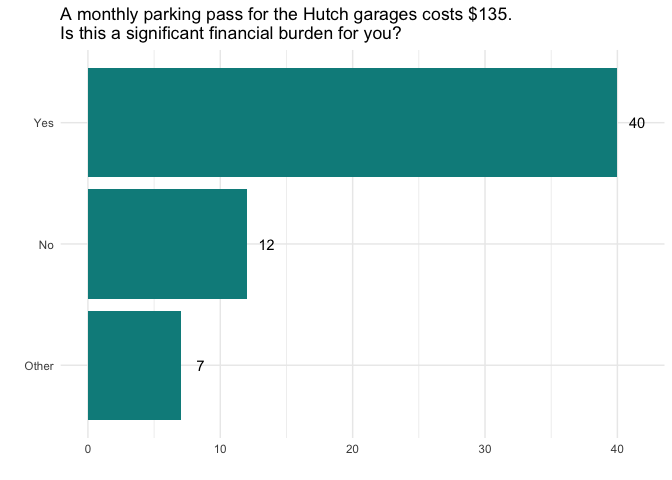 A monthly parking pass for the Hutch garages costs $135.
Is this a significant financial burden for you?
Yes
40
No
12
Other
7
0
10
20
30
40